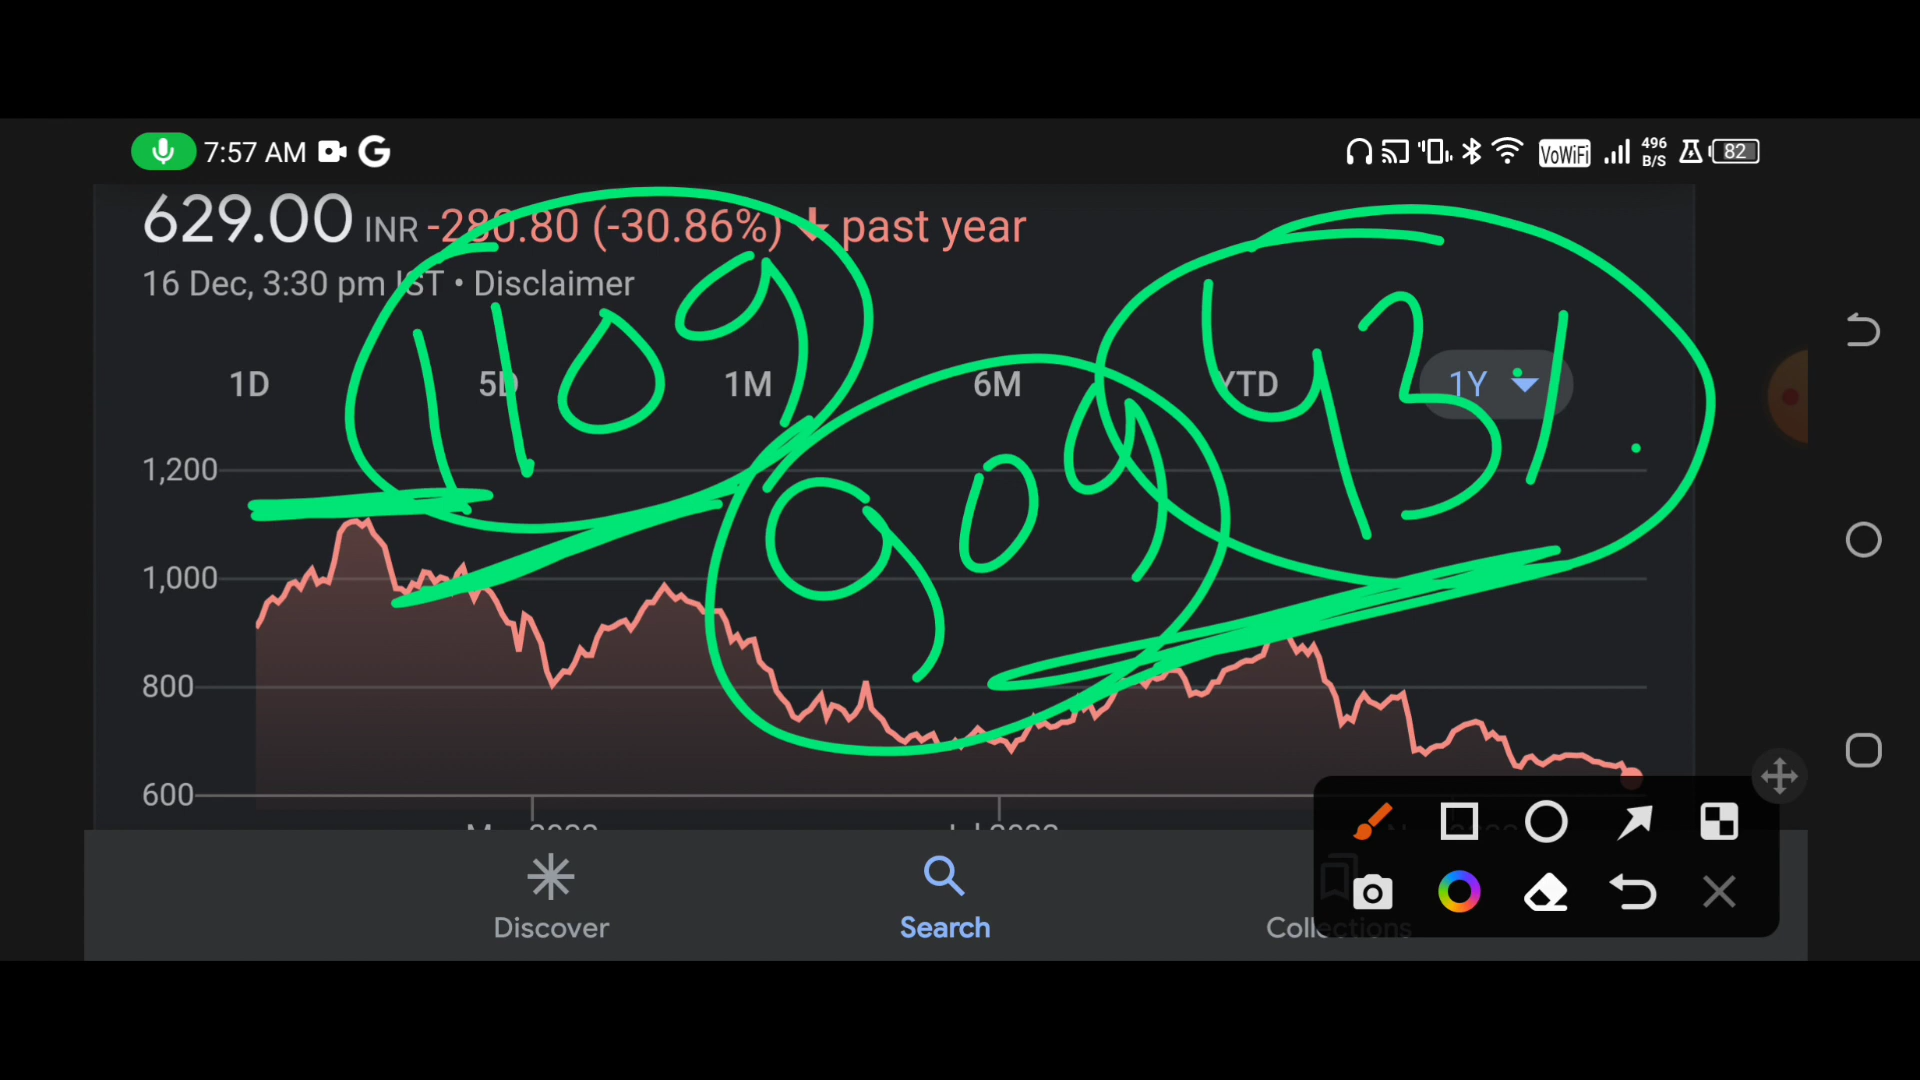 7:57 AM
496 B/S
VoWiFi
82
629.00 INR -280.80 (-30.86%) past year
16 Dec, 3:30 pm IST • Disclaimer
1109
909
431.
1D 5D 1M 6M YTD 1Y
1,200
1,000
800
600
Discover Search Collections